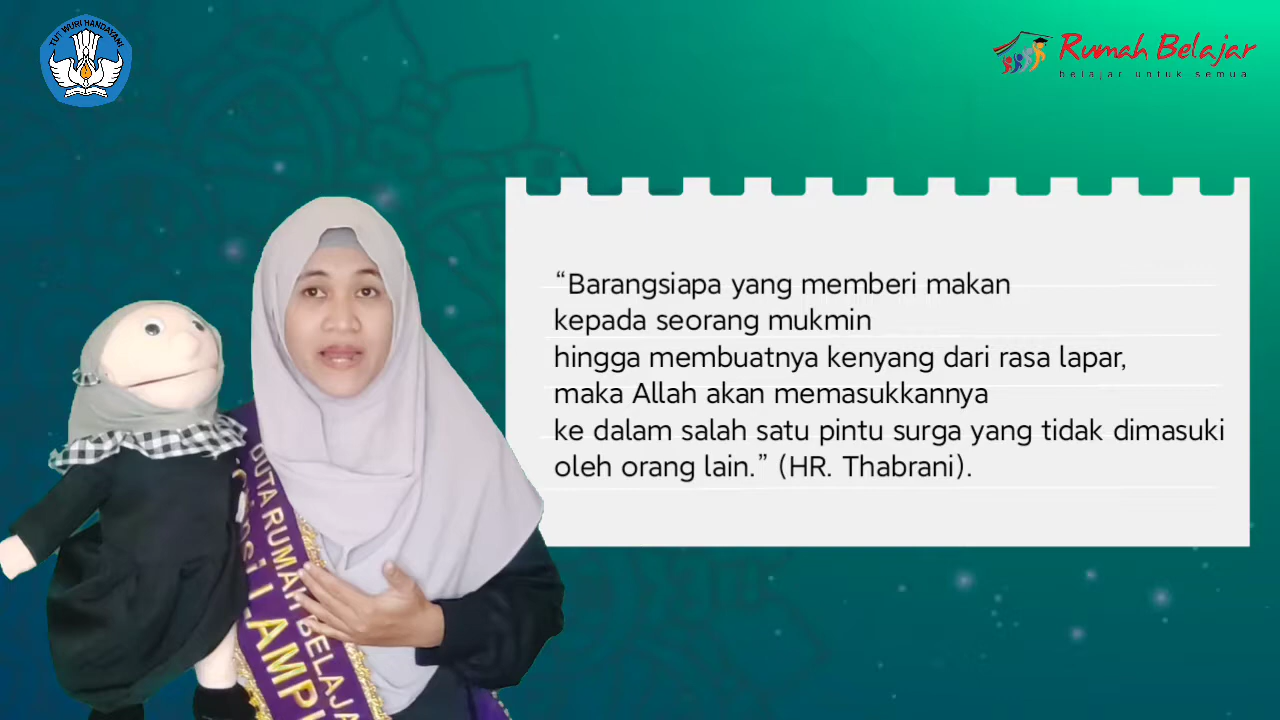 TUT WURI HANDAYANI
Rumah Belajar
belajar untuk semua
“Barangsiapa yang memberi makan
kepada seorang mukmin
hingga membuatnya kenyang dari rasa lapar,
maka Allah akan memasukkannya
ke dalam salah satu pintu surga yang tidak dimasuki
oleh orang lain.” (HR. Thabrani).
DUTA RUMAH BELAJA